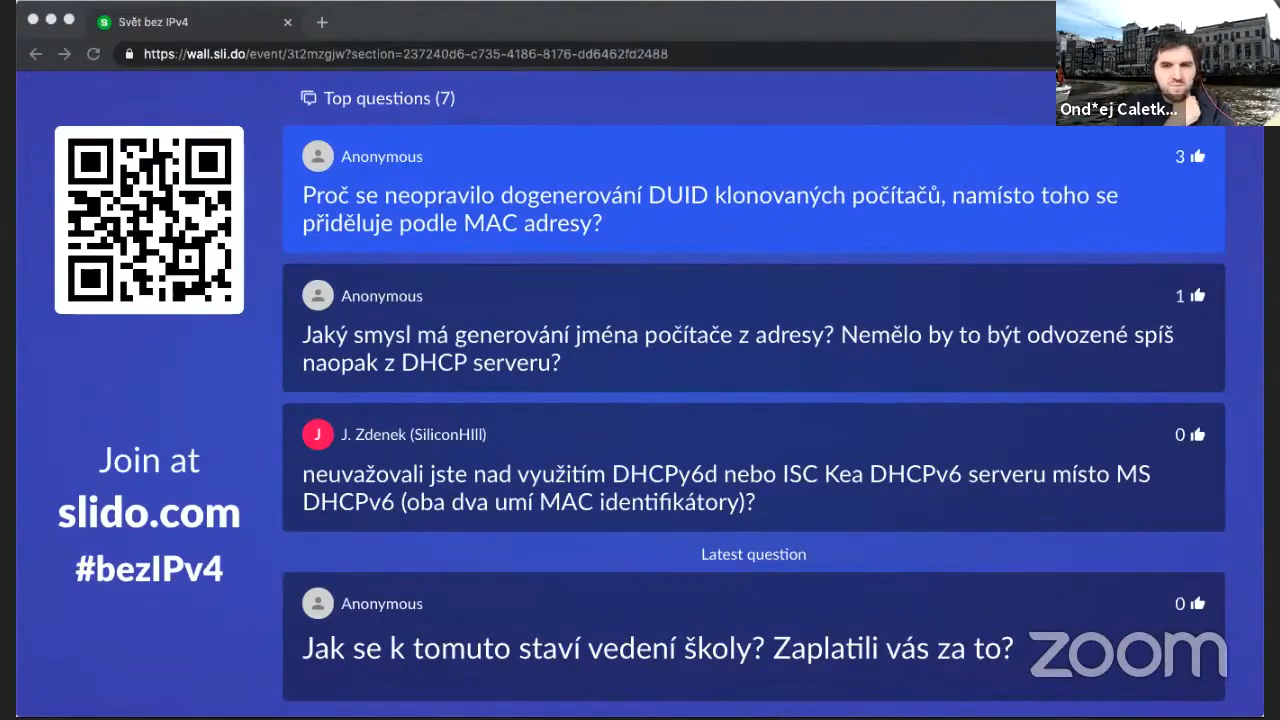 Svět bez IPv4
https://wall.sli.do/event/3t2mzgjw?section=237240d6-c735-4186-8176-dd6462fd2488
Ond*ej Caletk...
Top questions (7)
Anonymous
3
Proč se neopravilo dogenerování DUID klonovaných počítačů, namísto toho se
přiděluje podle MAC adresy?
Anonymous
1
Jaký smysl má generování jména počítače z adresy? Nemělo by to být odvozené spíš
naopak z DHCP serveru?
J
J. Zdenek (SiliconHIll)
0
neuvažovali jste nad využitím DHCPy6d nebo ISC Kea DHCPv6 serveru místo MS
DHCPv6 (oba dva umí MAC identifikátory)?
Latest question
Anonymous
0
Jak se k tomuto staví vedení školy? Zaplatili vás za to?
Join at
slido.com
#bezIPv4
zoom